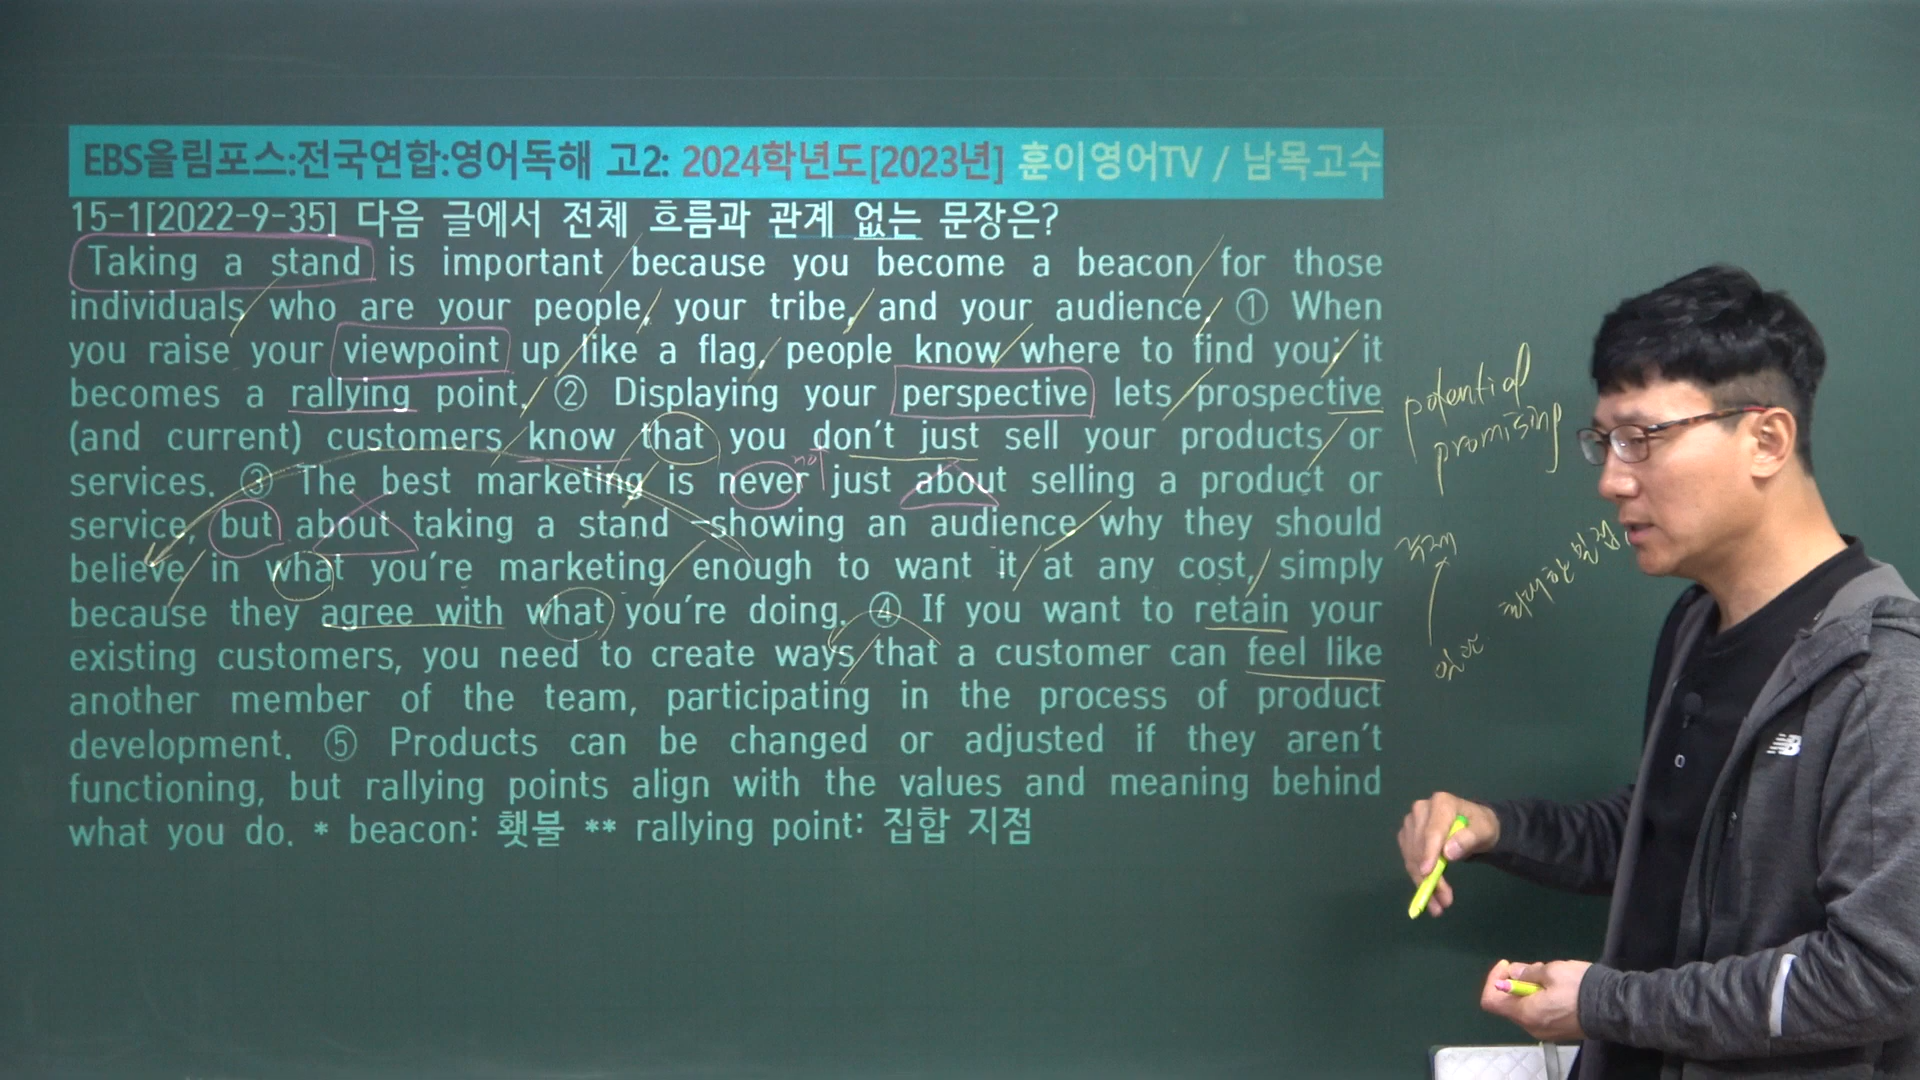 EBS올림포스:전국연합:영어독해 고2: 2024학년도[2023년] 훈이영어TV / 남목고수
15-1[2022-9-35] 다음 글에서 전체 흐름과 관계 없는 문장은?
Taking a stand is important because you become a beacon for those
individuals who are your people, your tribe, and your audience. ① When
you raise your viewpoint up like a flag, people know where to find you; it
becomes a rallying point. ② Displaying your perspective lets prospective
(and current) customers know that you don't just sell your products or
services. ③ The best marketing is never just about selling a product or
service, but about taking a stand -showing an audience why they should
believe in what you're marketing enough to want it at any cost, simply
because they agree with what you're doing. ④ If you want to retain your
existing customers, you need to create ways that a customer can feel like
another member of the team, participating in the process of product
development. ⑤ Products can be changed or adjusted if they aren't
functioning, but rallying points align with the values and meaning behind
what you do. * beacon: 횃불 ** rallying point: 집합 지점
not
potential
promising
NB